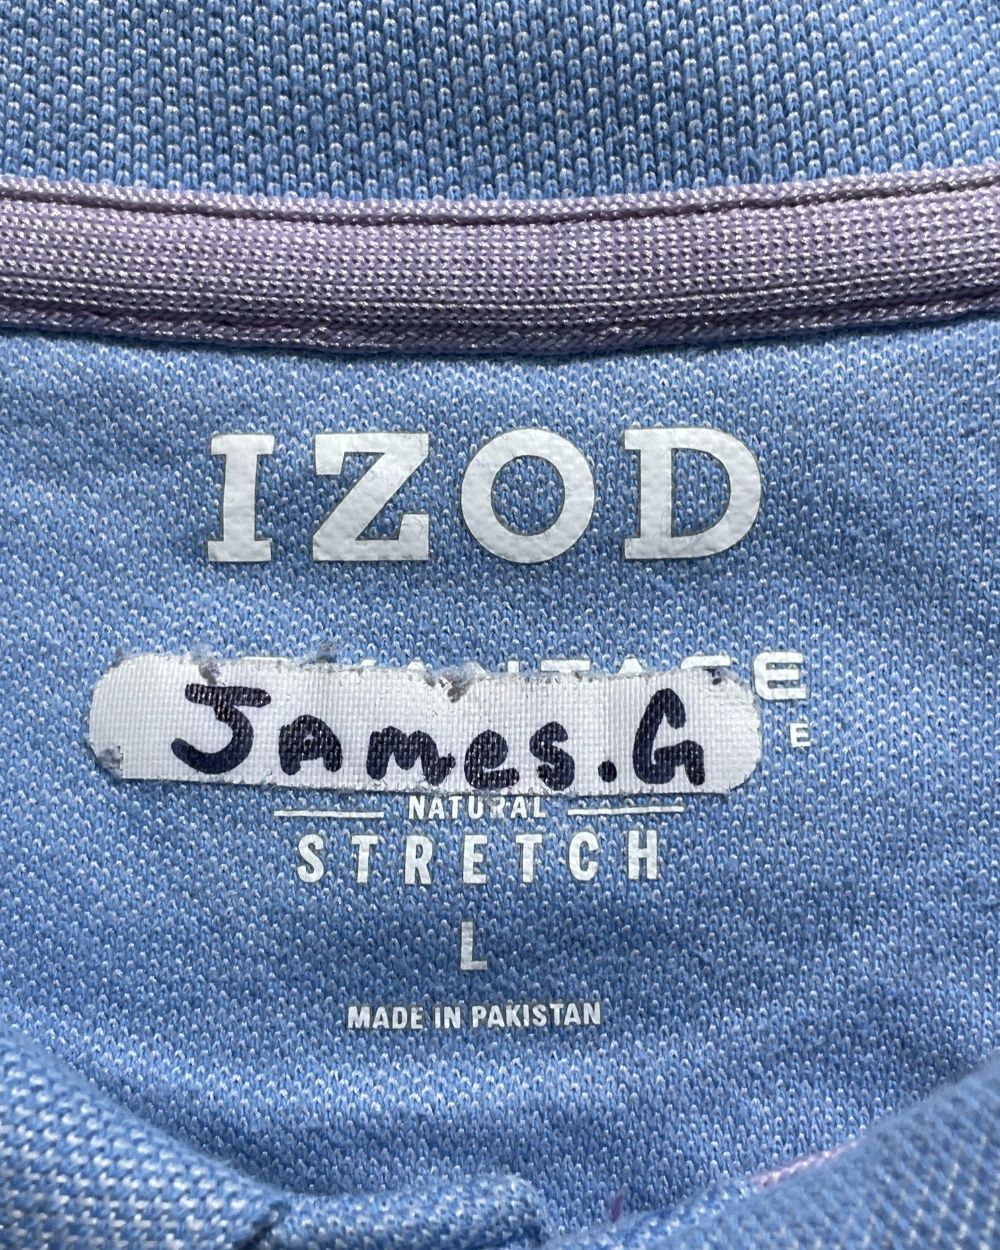 IZOD
James.G
NATURAL
STRETCH
L
MADE IN PAKISTAN